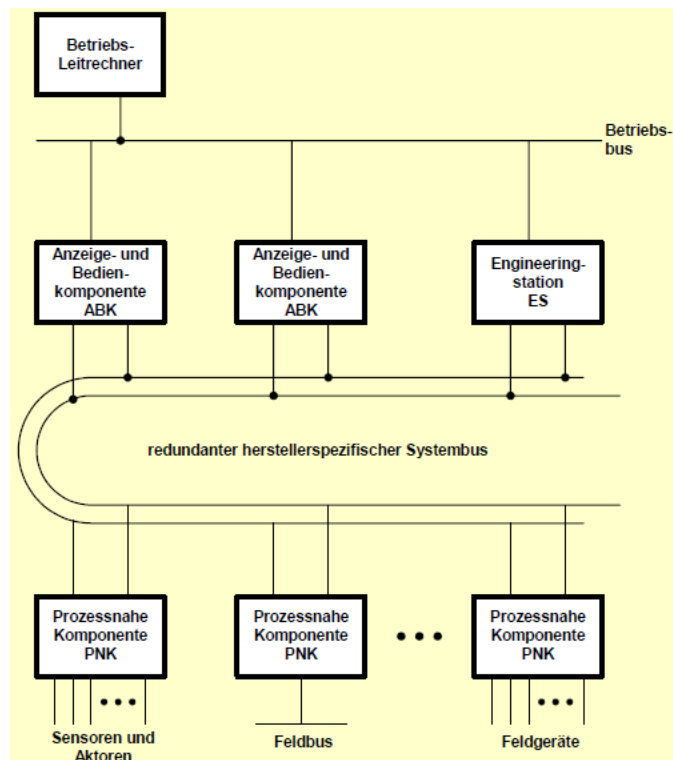 Betriebs-
Leitrechner
Betriebs-
bus
Anzeige- und
Bedien-
komponente
ABK
Anzeige- und
Bedien-
komponente
ABK
Engineering-
station
ES
redundanter herstellerspezifischer Systembus
Prozessnahe
Komponente
PNK
Prozessnahe
Komponente
PNK
Prozessnahe
Komponente
PNK
Sensoren und
Aktoren
Feldbus
Feldgeräte